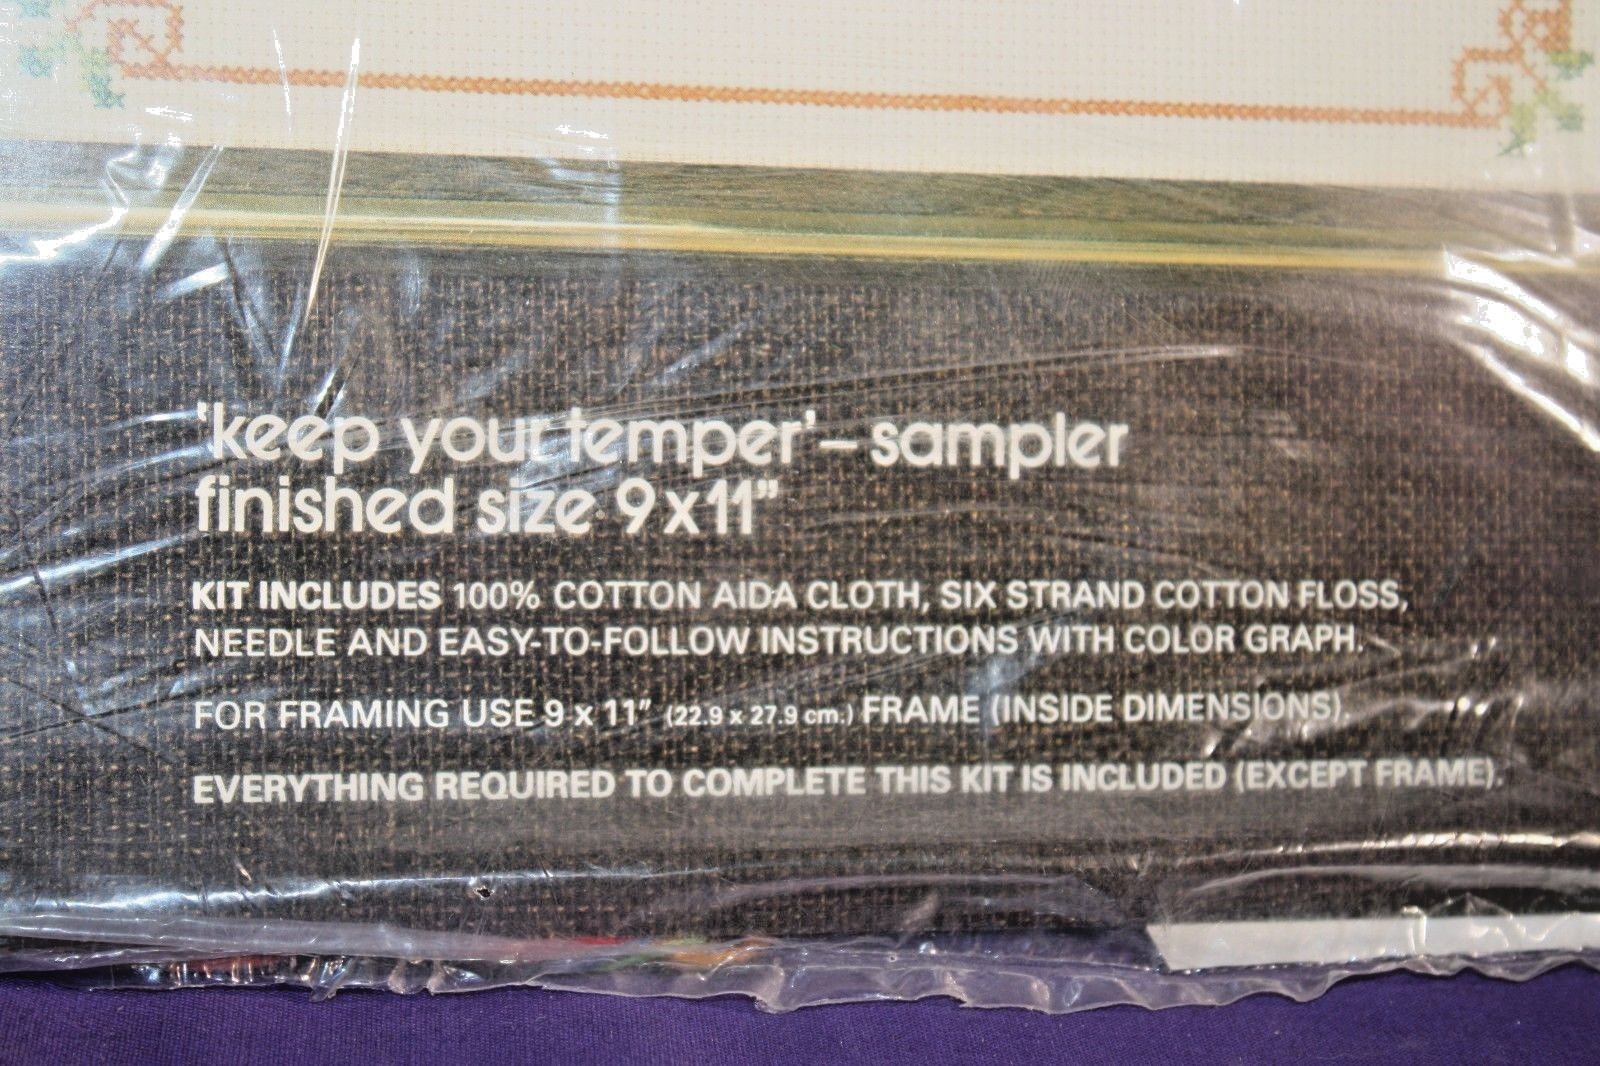 'keep your temper' – sampler
finished size 9x11"
KIT INCLUDES 100% COTTON AIDA CLOTH, SIX STRAND COTTON FLOSS,
NEEDLE AND EASY-TO-FOLLOW INSTRUCTIONS WITH COLOR GRAPH.
FOR FRAMING USE 9 x 11" (22.9 x 27.9 cm.) FRAME (INSIDE DIMENSIONS).
EVERYTHING REQUIRED TO COMPLETE THIS KIT IS INCLUDED (EXCEPT FRAME).